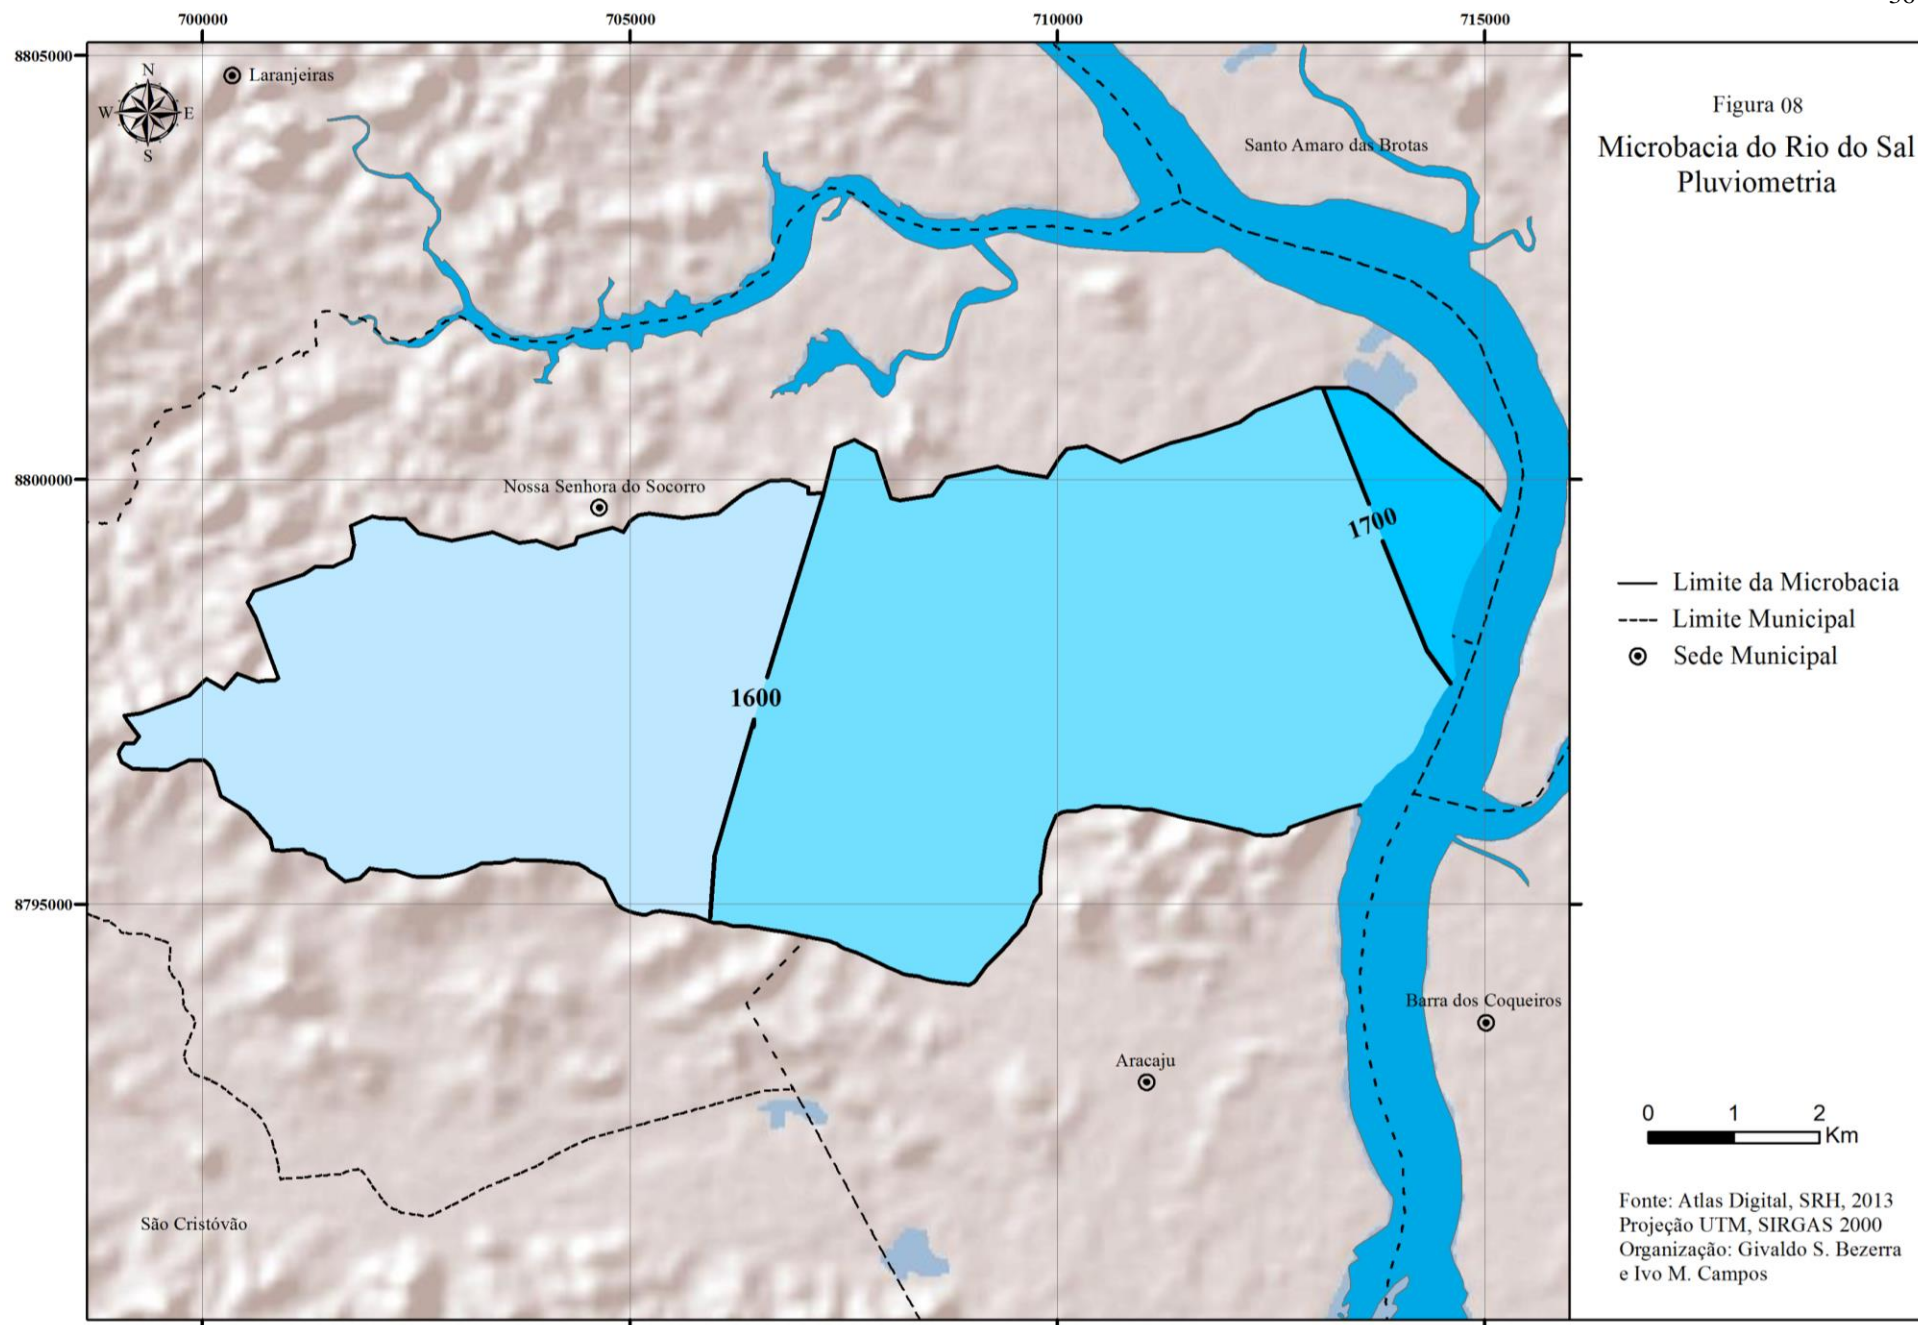 700000
705000
710000
715000
8805000
8800000
8795000
N
W
E
S
Laranjeiras
Santo Amaro das Brotas
Nossa Senhora do Socorro
1600
1700
Barra dos Coqueiros
Aracaju
São Cristóvão
Figura 08
Microbacia do Rio do Sal
Pluviometria
Limite da Microbacia
Limite Municipal
Sede Municipal
0 1 2
Km
Fonte: Atlas Digital, SRH, 2013
Projeção UTM, SIRGAS 2000
Organização: Givaldo S. Bezerra
e Ivo M. Campos